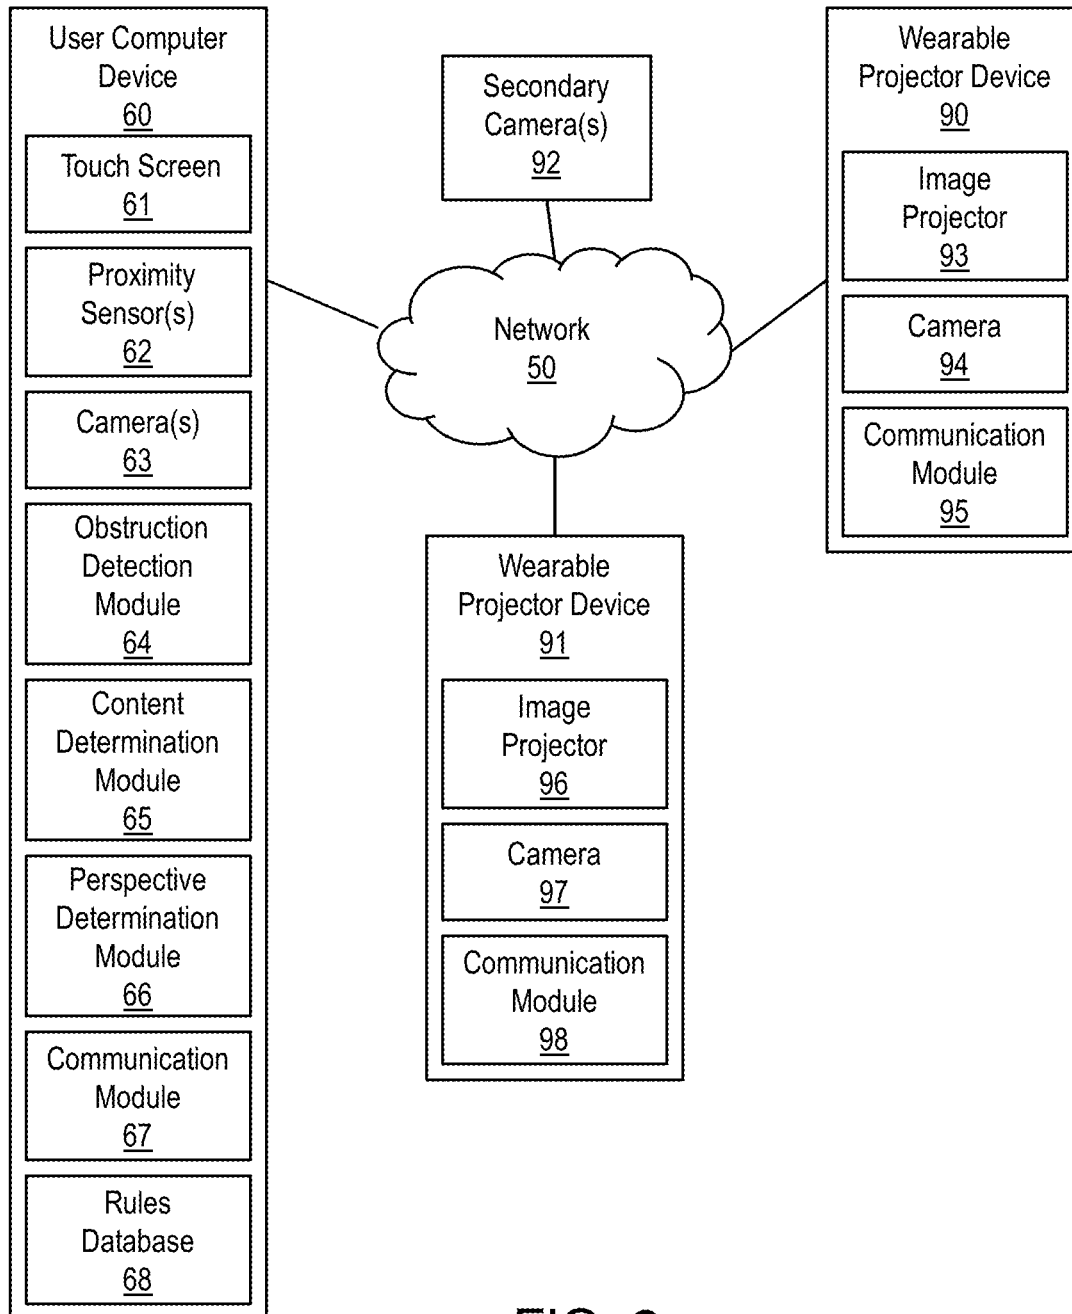 User Computer
Device
60
Touch Screen
61
Proximity
Sensor(s)
62
Camera(s)
63
Obstruction
Detection
Module
64
Content
Determination
Module
65
Perspective
Determination
Module
66
Communication
Module
67
Rules
Database
68
Secondary
Camera(s)
92
Network
50
Wearable
Projector Device
91
Image
Projector
96
Camera
97
Communication
Module
98
Wearable
Projector Device
90
Image
Projector
93
Camera
94
Communication
Module
95